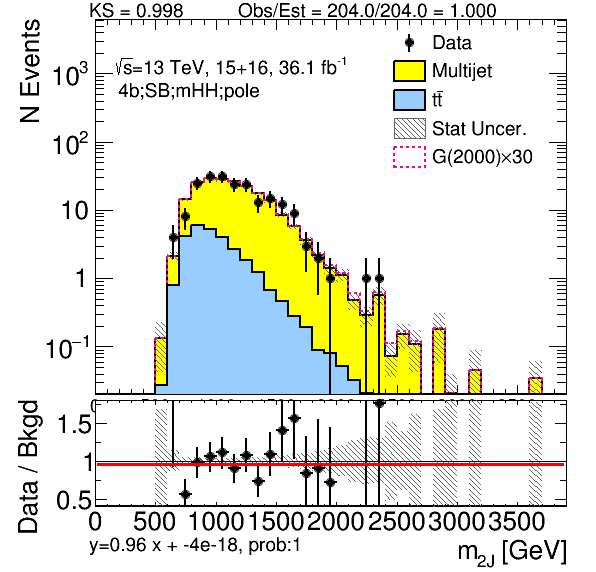 KS = 0.998 Obs/Est = 204.0/204.0 = 1.000
N Events
10³
10²
10
1
10⁻¹
√s=13 TeV, 15+16, 36.1 fb⁻¹
4b;SB;mHH;pole
Data
Multijet
tt̄
Stat Uncer.
G(2000)×30
Data / Bkgd
1.5
1
0.5
0 500 1000 1500 2000 2500 3000 3500
y=0.96 x + -4e-18, prob:1
m2J [GeV]